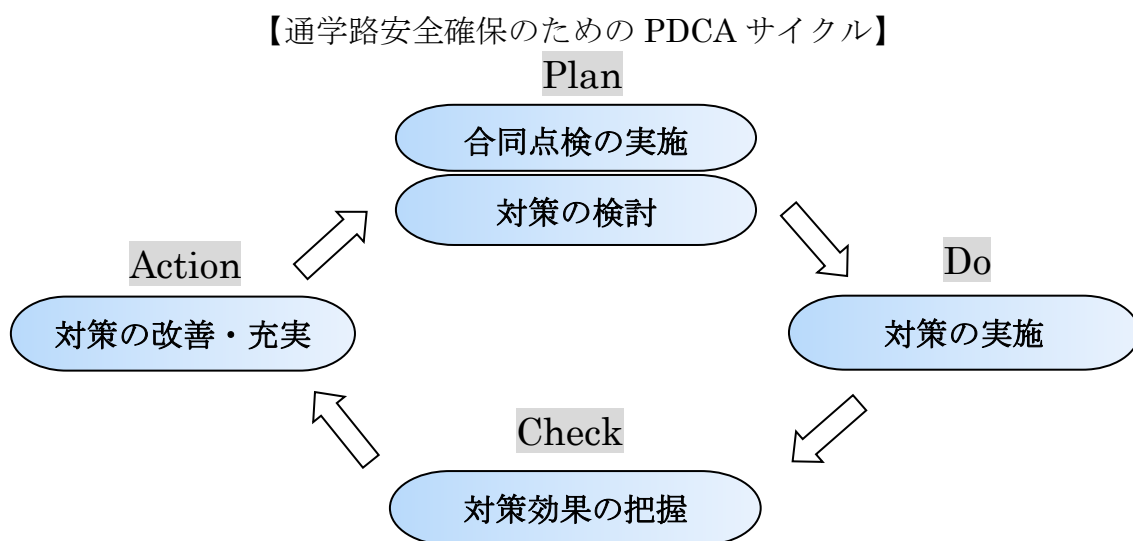 【通学路安全確保のための PDCA サイクル】
Plan
合同点検の実施
対策の検討
Action
Do
対策の改善・充実
対策の実施
Check
対策効果の把握